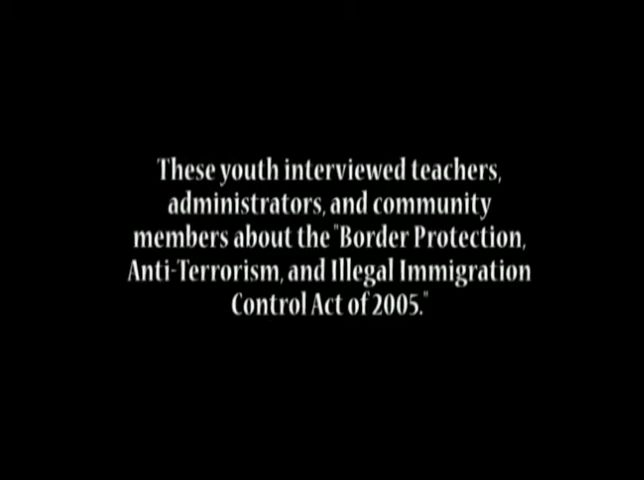 These youth interviewed teachers,
administrators, and community
members about the "Border Protection,
Anti-Terrorism, and Illegal Immigration
Control Act of 2005."